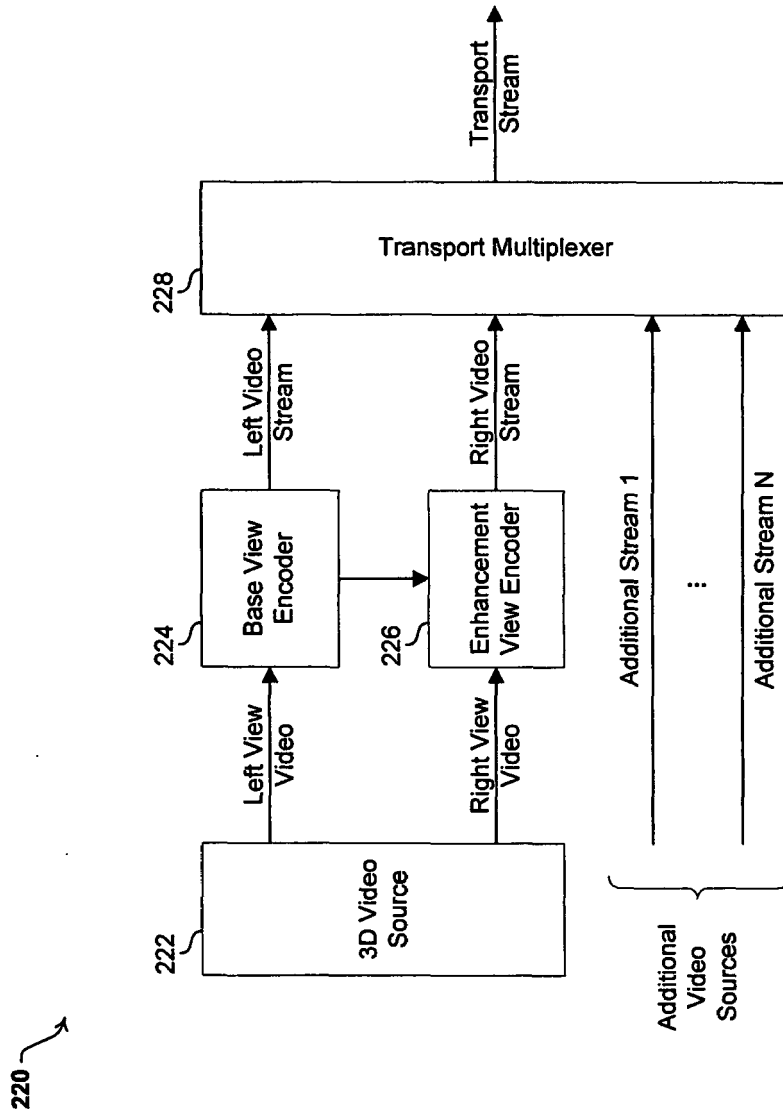 220
222
3D Video
Source
Left View
Video
Right View
Video
224
Base View
Encoder
226
Enhancement
View Encoder
Left Video
Stream
Right Video
Stream
228
Transport Multiplexer
Transport
Stream
Additional
Video
Sources
Additional Stream 1
...
Additional Stream N